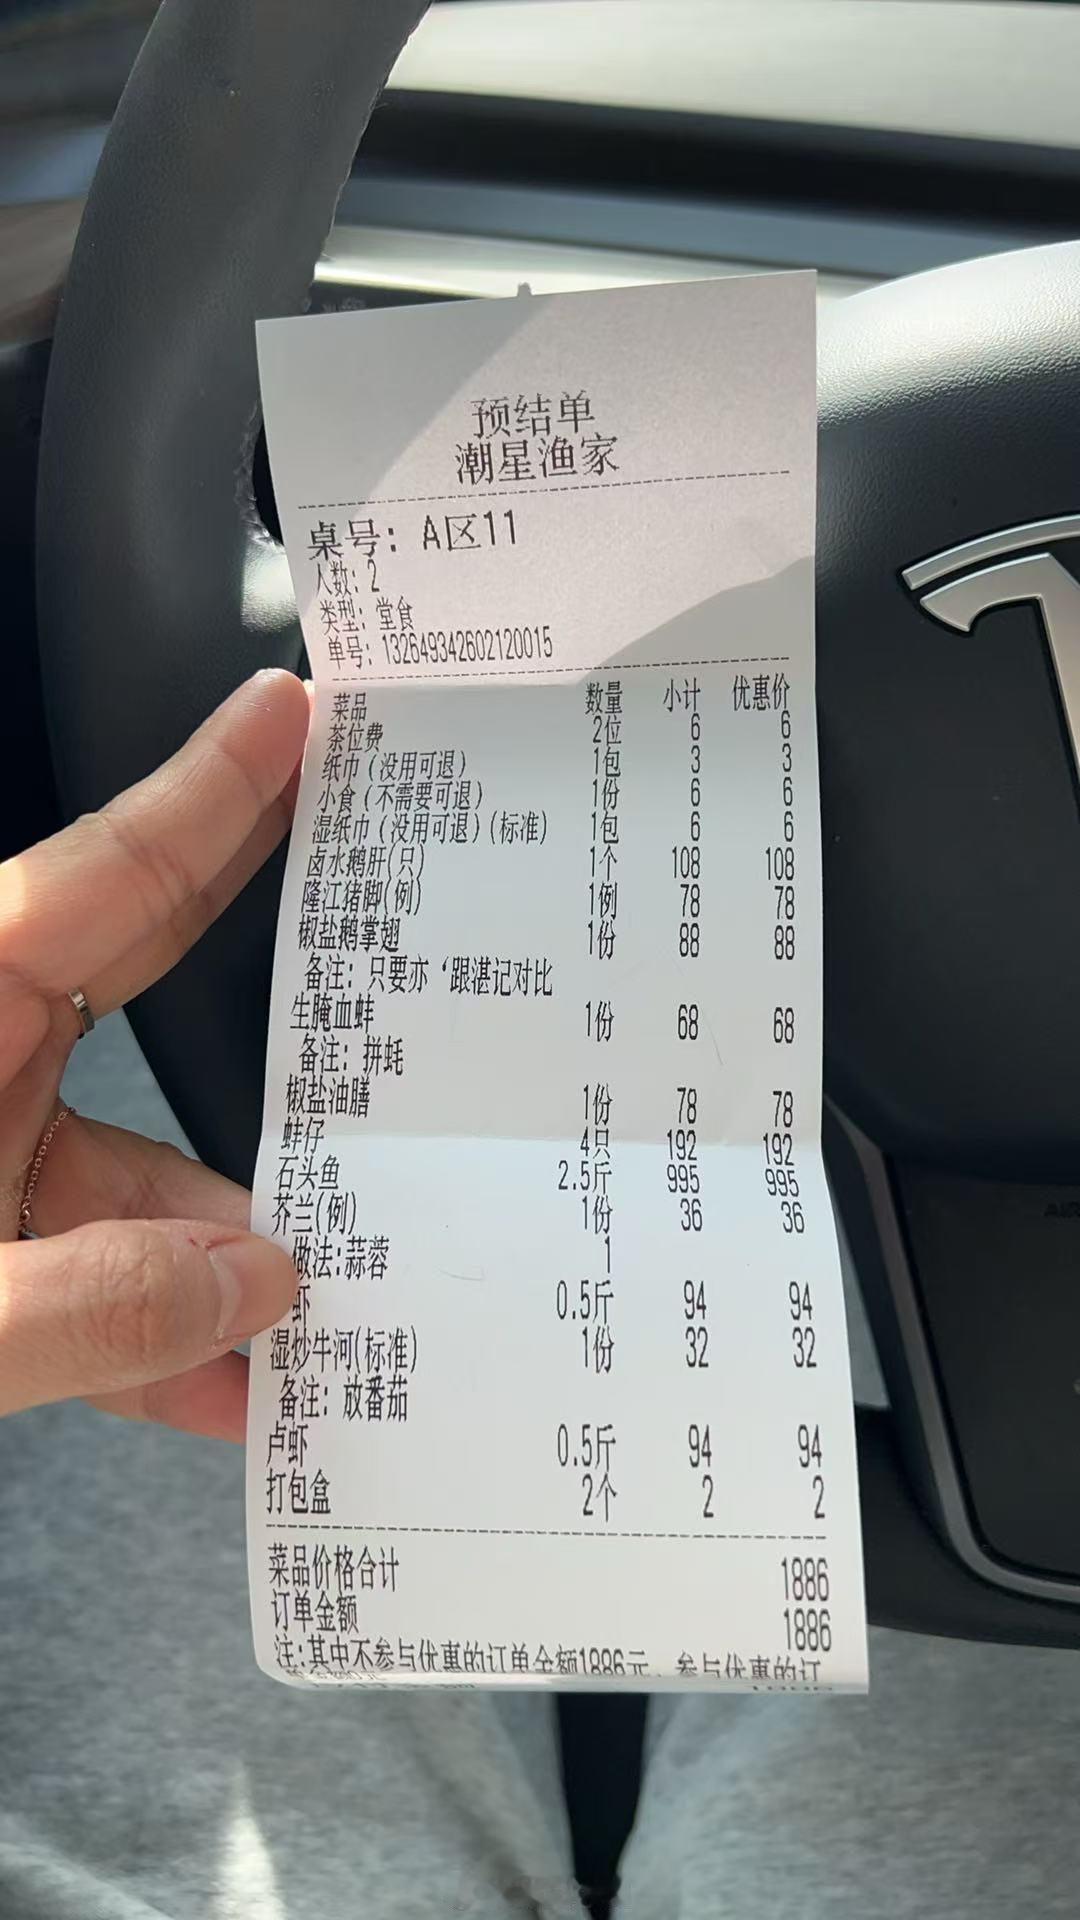 预结单
潮星渔家
桌号: A区11
人数: 2
类型: 堂食
单号: 132649342602120015
菜品 数量 小计 优惠价
茶位费 2位 6 6
纸巾(没用可退) 1包 3 3
小食(不需要可退) 1份 6 6
湿纸巾(没用可退)(标准) 1包 6 6
卤水鹅肝(只) 1个 108 108
隆江猪脚(例) 1例 78 78
椒盐鹅掌翅 1份 88 88
备注: 只要亦‘跟湛记对比
生腌血蚌 1份 68 68
备注: 拼蚝
椒盐油膳 1份 78 78
蚌仔 4只 192 192
石头鱼 2.5斤 995 995
芥兰(例) 1份 36 36
做法:蒜蓉 1
虾 0.5斤 94 94
湿炒牛河(标准) 1份 32 32
备注: 放番茄
卢虾 0.5斤 94 94
打包盒 2个 2 2
菜品价格合计 1886
订单金额 1886
注:其中不参与优惠的订单金额1886元, 参与优惠的订